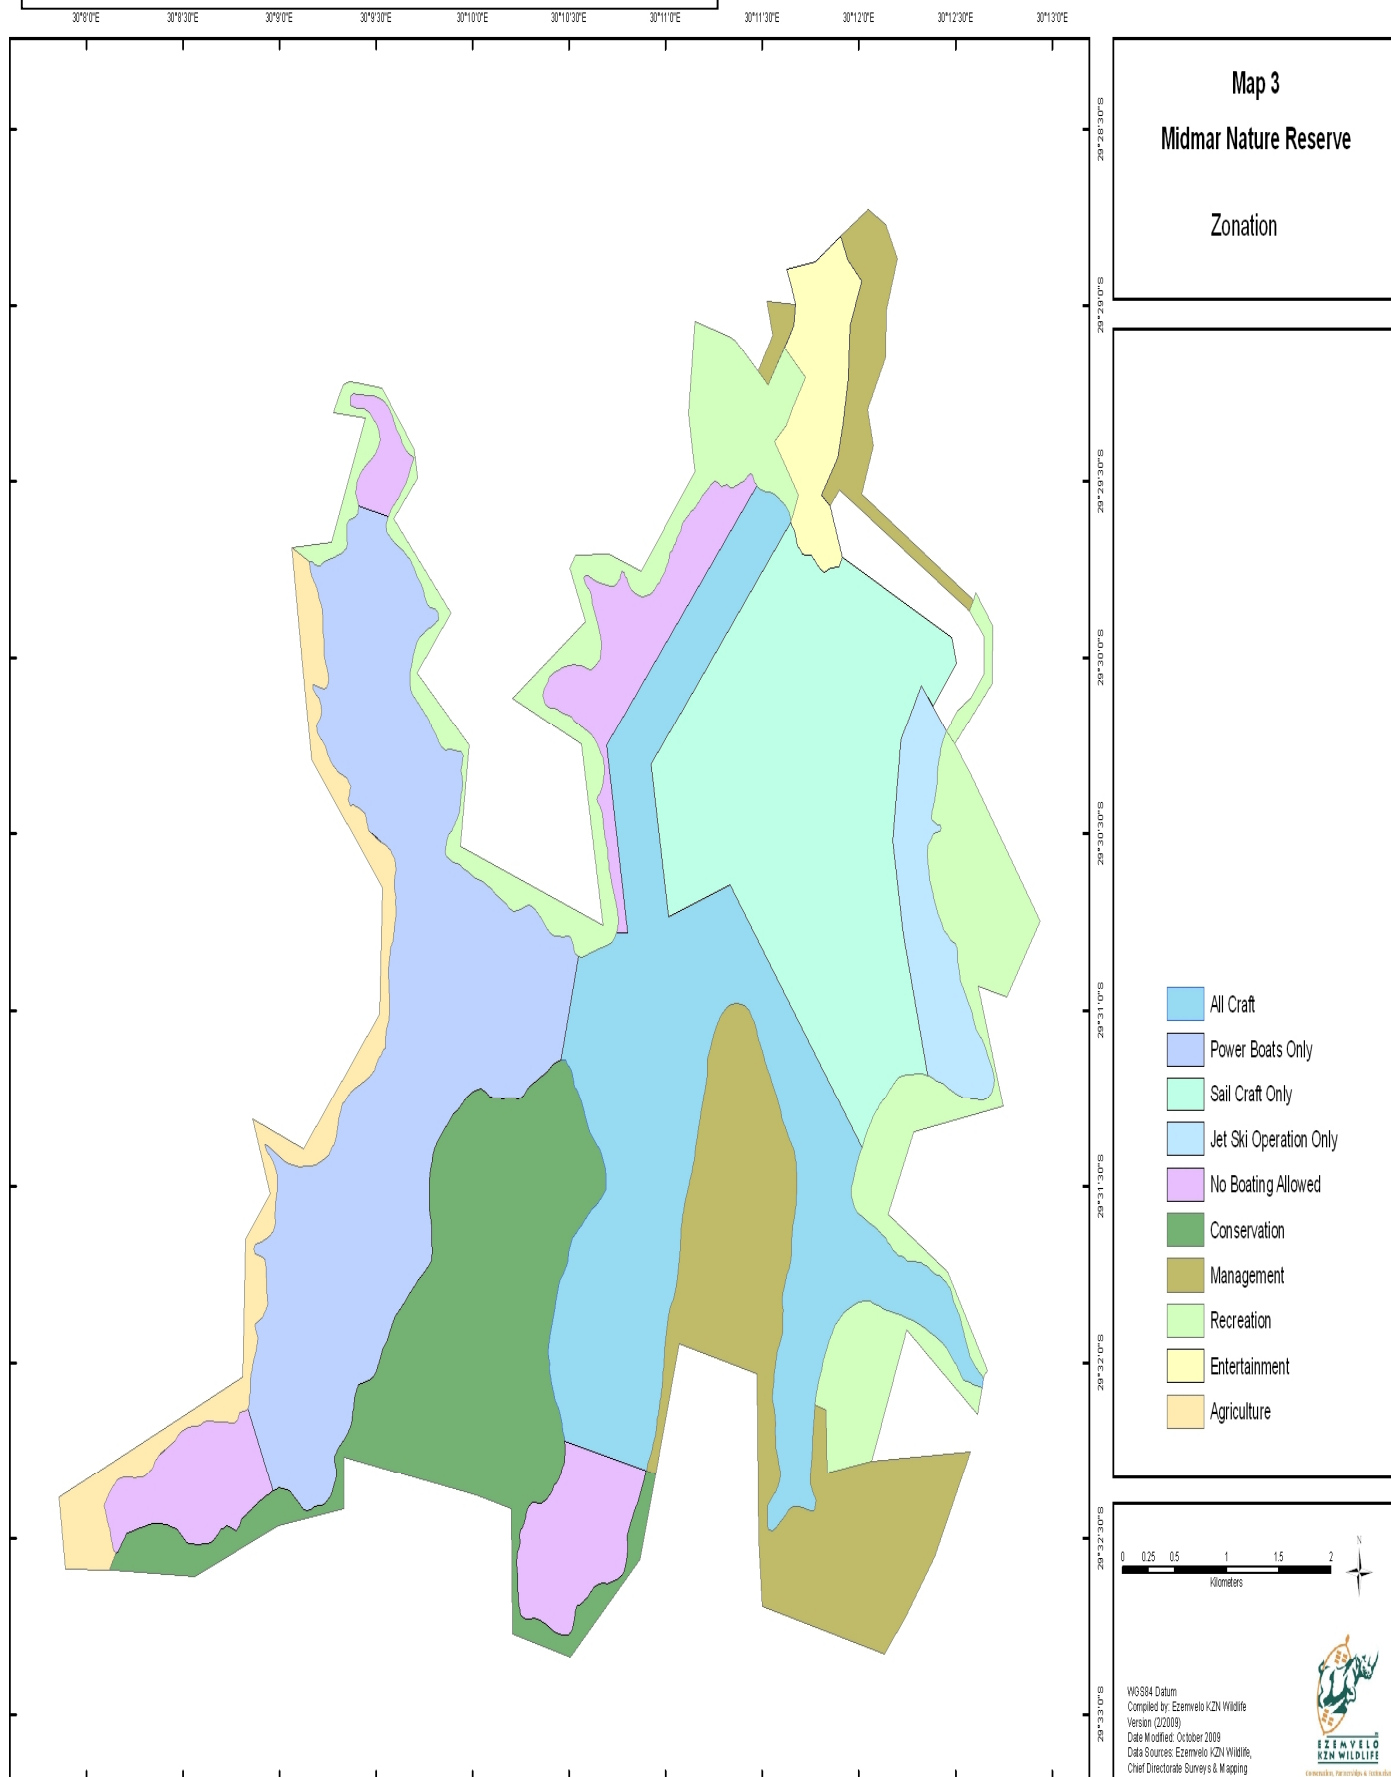 30°8'0"E 30°8'30"E 30°9'0"E 30°9'30"E 30°10'0"E 30°10'30"E 30°11'0"E 30°11'30"E 30°12'0"E 30°12'30"E 30°13'0"E
Map 3
Midmar Nature Reserve
Zonation
29°28'30"S
29°29'0"S
29°29'30"S
29°30'0"S
29°30'30"S
29°31'0"S
29°31'30"S
29°32'0"S
29°32'30"S
29°33'0"S
All Craft
Power Boats Only
Sail Craft Only
Jet Ski Operation Only
No Boating Allowed
Conservation
Management
Recreation
Entertainment
Agriculture
N
0 0.25 0.5 1 1.5 2
Kilometers
WGS84 Datum
Compiled by: Ezemvelo KZN Wildlife
Version (2/2009)
Date Modified: October 2009
Data Sources: Ezemvelo KZN Wildlife,
Chief Directorate Surveys & Mapping
EZEMVELO
KZN WILDLIFE
Conservation, Partnerships &